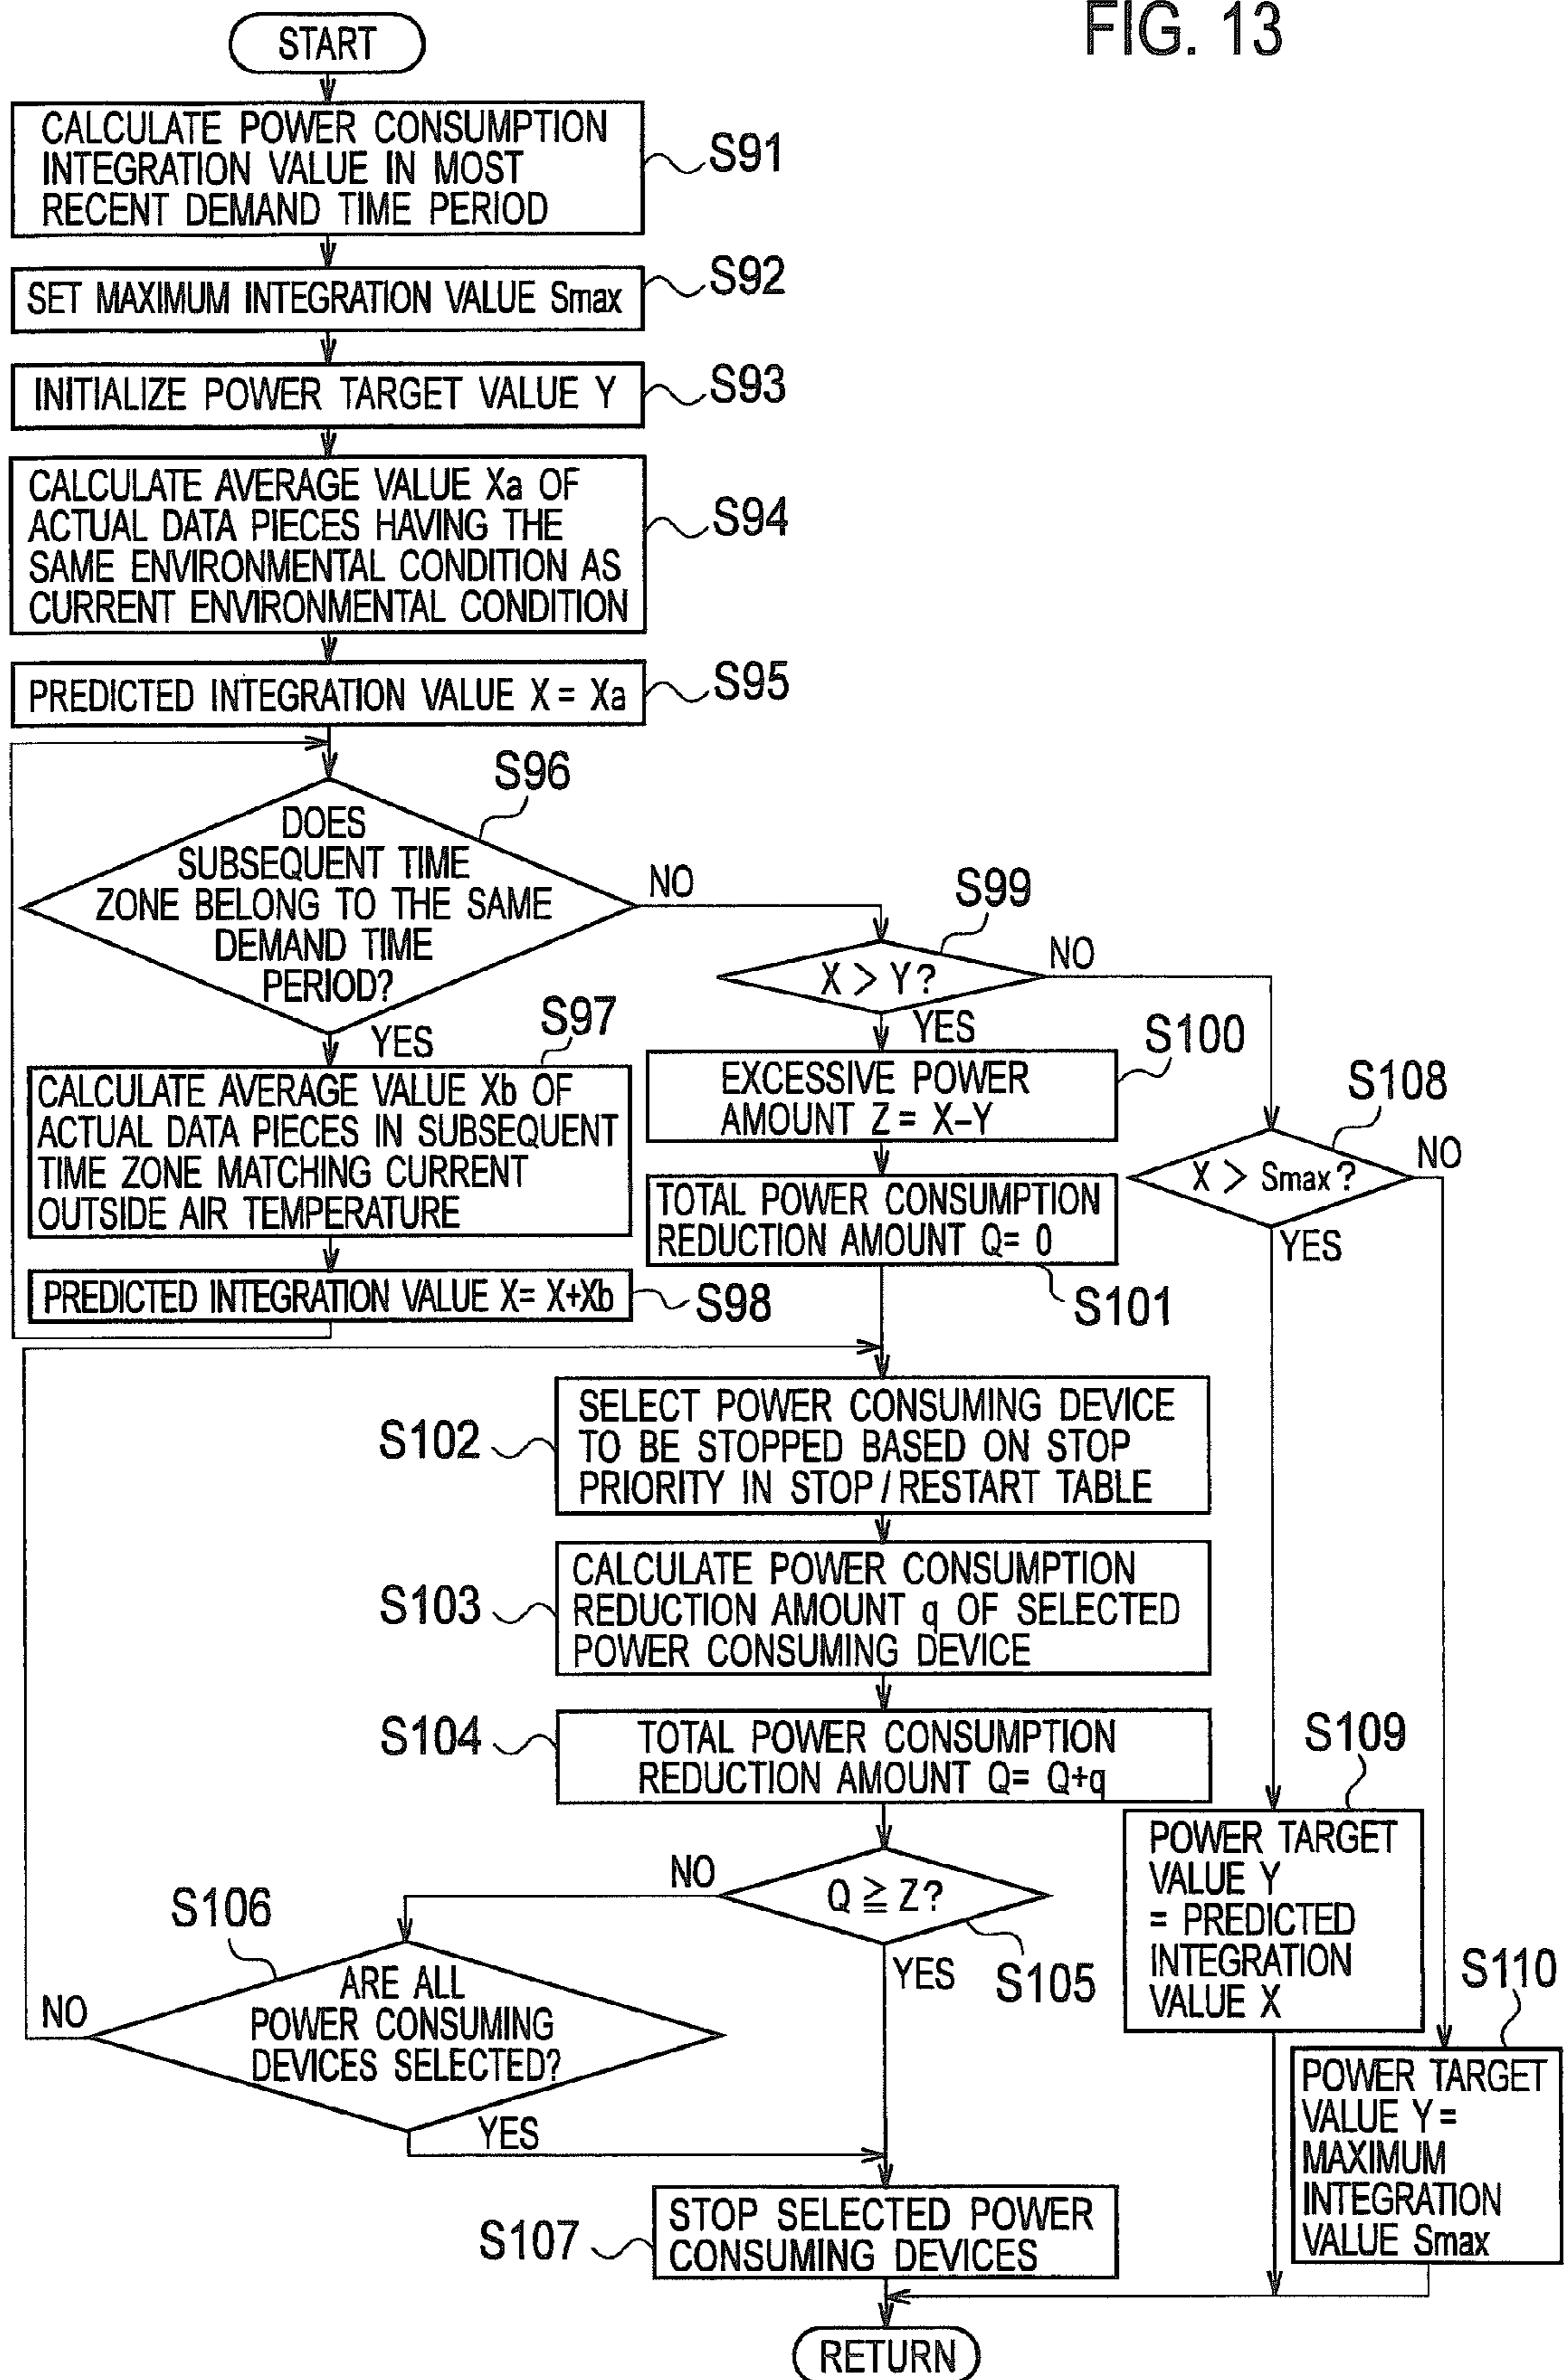 FIG. 13
START
CALCULATE POWER CONSUMPTION
INTEGRATION VALUE IN MOST
RECENT DEMAND TIME PERIOD
S91
SET MAXIMUM INTEGRATION VALUE Smax
S92
INITIALIZE POWER TARGET VALUE Y
S93
CALCULATE AVERAGE VALUE Xa OF
ACTUAL DATA PIECES HAVING THE
SAME ENVIRONMENTAL CONDITION AS
CURRENT ENVIRONMENTAL CONDITION
S94
PREDICTED INTEGRATION VALUE X = Xa
S95
S96
DOES
SUBSEQUENT TIME
ZONE BELONG TO THE SAME
DEMAND TIME
PERIOD?
NO
YES
S97
CALCULATE AVERAGE VALUE Xb OF
ACTUAL DATA PIECES IN SUBSEQUENT
TIME ZONE MATCHING CURRENT
OUTSIDE AIR TEMPERATURE
PREDICTED INTEGRATION VALUE X= X+Xb
S98
S99
X > Y?
NO
YES
S100
EXCESSIVE POWER
AMOUNT Z = X–Y
TOTAL POWER CONSUMPTION
REDUCTION AMOUNT Q= 0
S101
S108
X > Smax?
NO
YES
S102
SELECT POWER CONSUMING DEVICE
TO BE STOPPED BASED ON STOP
PRIORITY IN STOP/RESTART TABLE
S103
CALCULATE POWER CONSUMPTION
REDUCTION AMOUNT q OF SELECTED
POWER CONSUMING DEVICE
S104
TOTAL POWER CONSUMPTION
REDUCTION AMOUNT Q= Q+q
NO
Q ≧ Z?
YES
S105
S106
ARE ALL
POWER CONSUMING
DEVICES SELECTED?
NO
YES
S107
STOP SELECTED POWER
CONSUMING DEVICES
S109
POWER TARGET
VALUE Y
= PREDICTED
INTEGRATION
VALUE X
S110
POWER TARGET
VALUE Y=
MAXIMUM
INTEGRATION
VALUE Smax
RETURN